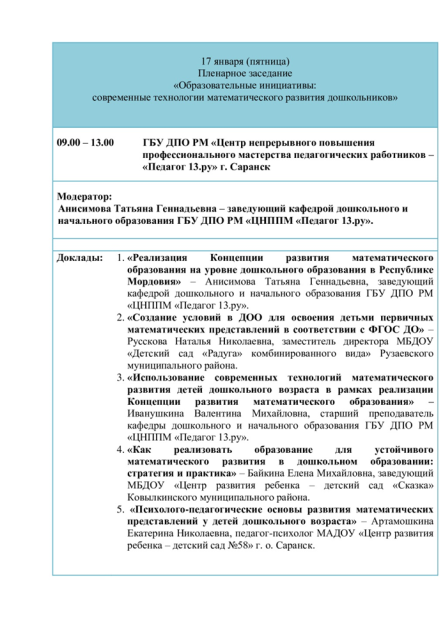 17 января (пятница)
Пленарное заседание
«Образовательные инициативы:
современные технологии математического развития дошкольников»
09.00 – 13.00 ГБУ ДПО РМ «Центр непрерывного повышения
профессионального мастерства педагогических работников –
«Педагог 13.ру» г. Саранск
Модератор:
Анисимова Татьяна Геннадьевна – заведующий кафедрой дошкольного и
начального образования ГБУ ДПО РМ «ЦНППМ «Педагог 13.ру».
Доклады: 1. «Реализация Концепции развития математического
образования на уровне дошкольного образования в Республике
Мордовия» – Анисимова Татьяна Геннадьевна, заведующий
кафедрой дошкольного и начального образования ГБУ ДПО РМ
«ЦНППМ «Педагог 13.ру».
2. «Создание условий в ДОО для освоения детьми первичных
математических представлений в соответствии с ФГОС ДО» –
Русскова Наталья Николаевна, заместитель директора МБДОУ
«Детский сад «Радуга» комбинированного вида» Рузаевского
муниципального района.
3. «Использование современных технологий математического
развития детей дошкольного возраста в рамках реализации
Концепции развития математического образования» –
Иванушкина Валентина Михайловна, старший преподаватель
кафедры дошкольного и начального образования ГБУ ДПО РМ
«ЦНППМ «Педагог 13.ру».
4. «Как реализовать образование для устойчивого
математического развития в дошкольном образовании:
стратегия и практика» – Байкина Елена Михайловна, заведующий
МБДОУ «Центр развития ребенка – детский сад «Сказка»
Ковылкинского муниципального района.
5. «Психолого-педагогические основы развития математических
представлений у детей дошкольного возраста» – Артамошкина
Екатерина Николаевна, педагог-психолог МАДОУ «Центр развития
ребенка – детский сад №58» г. о. Саранск.